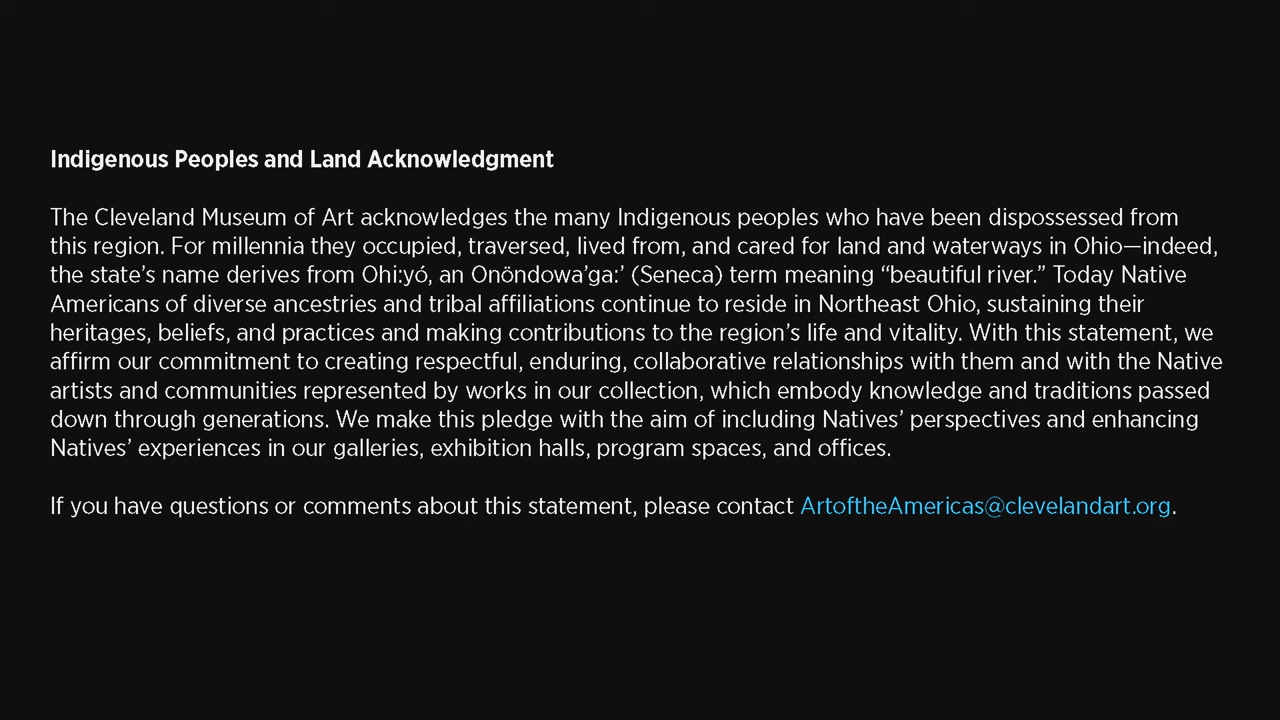 Indigenous Peoples and Land Acknowledgment
The Cleveland Museum of Art acknowledges the many Indigenous peoples who have been dispossessed from
this region. For millennia they occupied, traversed, lived from, and cared for land and waterways in Ohio—indeed,
the state’s name derives from Ohi:yó, an Onöndowa’ga:’ (Seneca) term meaning “beautiful river.” Today Native
Americans of diverse ancestries and tribal affiliations continue to reside in Northeast Ohio, sustaining their
heritages, beliefs, and practices and making contributions to the region’s life and vitality. With this statement, we
affirm our commitment to creating respectful, enduring, collaborative relationships with them and with the Native
artists and communities represented by works in our collection, which embody knowledge and traditions passed
down through generations. We make this pledge with the aim of including Natives’ perspectives and enhancing
Natives’ experiences in our galleries, exhibition halls, program spaces, and offices.
If you have questions or comments about this statement, please contact ArtoftheAmericas@clevelandart.org.